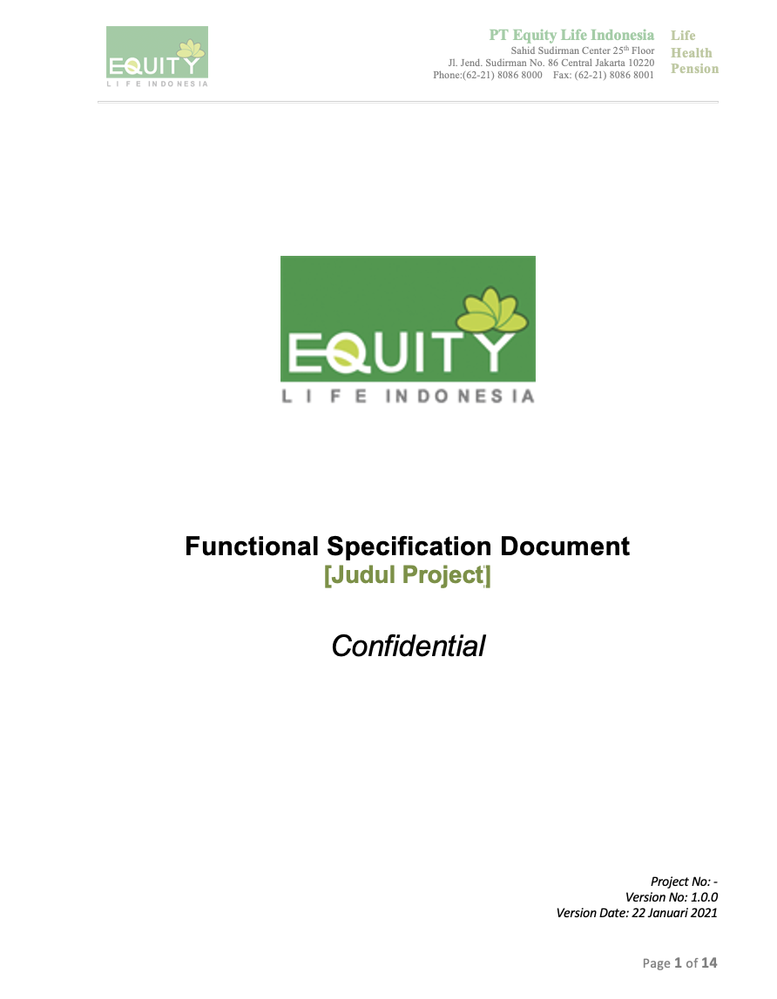 EQUITY
LIFE INDONESIA
PT Equity Life Indonesia
Sahid Sudirman Center 25th Floor
Jl. Jend. Sudirman No. 86 Central Jakarta 10220
Phone:(62-21) 8086 8000 Fax: (62-21) 8086 8001
Life
Health
Pension
EQUITY
LIFE INDONESIA
Functional Specification Document
[Judul Project]
Confidential
Project No: -
Version No: 1.0.0
Version Date: 22 Januari 2021
Page 1 of 14